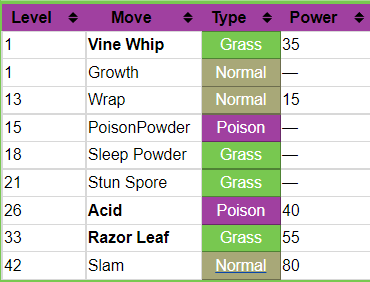 Level Move Type Power
1 Vine Whip Grass 35
1 Growth Normal —
13 Wrap Normal 15
15 PoisonPowder Poison —
18 Sleep Powder Grass —
21 Stun Spore Grass —
26 Acid Poison 40
33 Razor Leaf Grass 55
42 Slam Normal 80